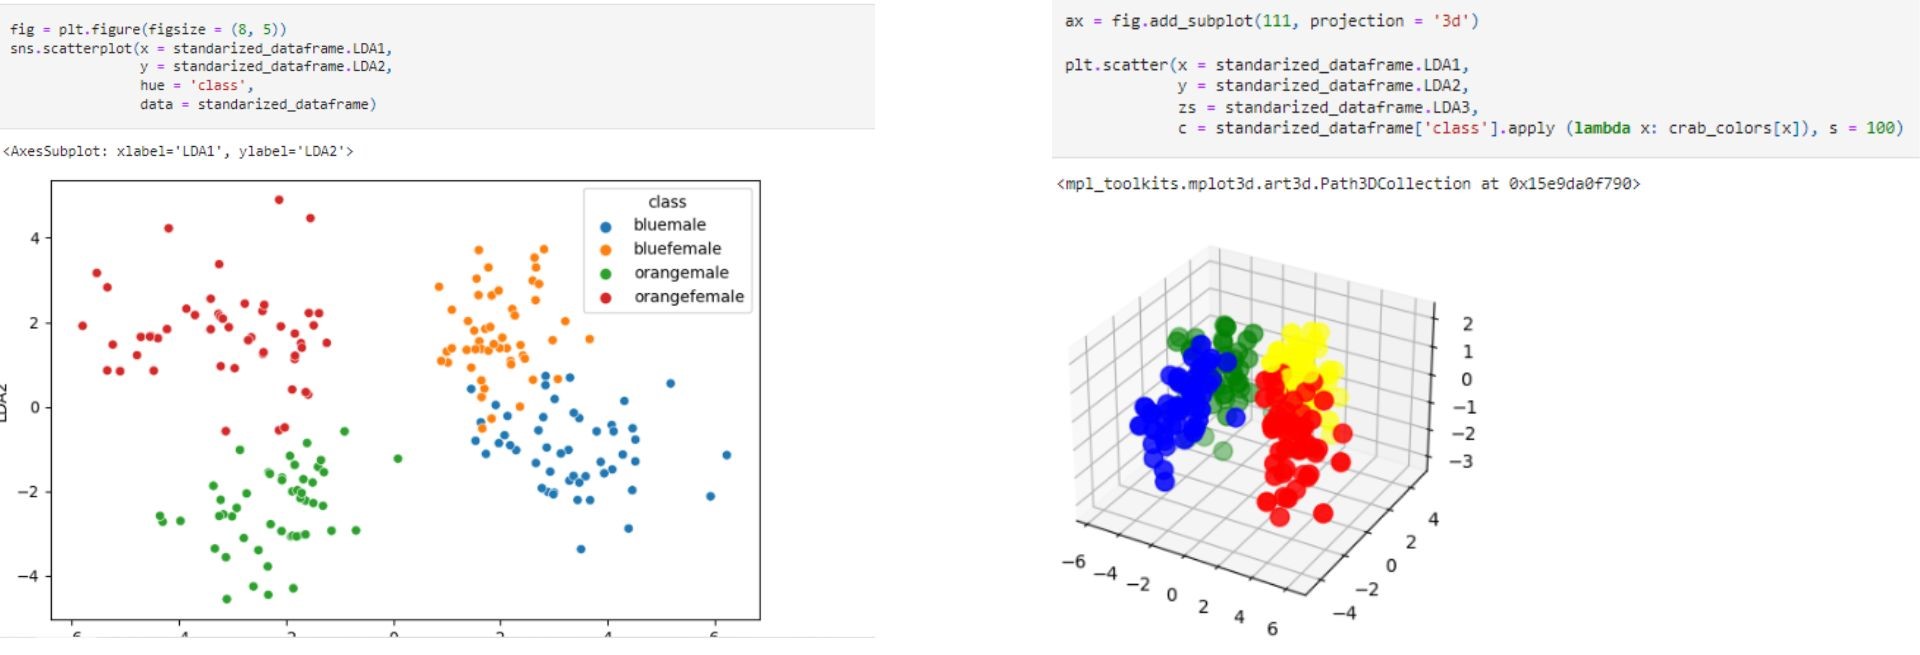 fig = plt.figure(figsize = (8, 5))
sns.scatterplot(x = standarized_dataframe.LDA1,
y = standarized_dataframe.LDA2,
hue = 'class',
data = standarized_dataframe)
<AxesSubplot: xlabel='LDA1', ylabel='LDA2'>
class
bluemale
bluefemale
orangemale
orangefemale
4
2
0
−2
−4
LDA2
ax = fig.add_subplot(111, projection = '3d')
plt.scatter(x = standarized_dataframe.LDA1,
y = standarized_dataframe.LDA2,
zs = standarized_dataframe.LDA3,
c = standarized_dataframe['class'].apply (lambda x: crab_colors[x]), s = 100)
<mpl_toolkits.mplot3d.art3d.Path3DCollection at 0x15e9da0f790>
2
1
0
−1
−2
−3
4
2
0
−2
−4
−6
−4
−2
0
2
4
6